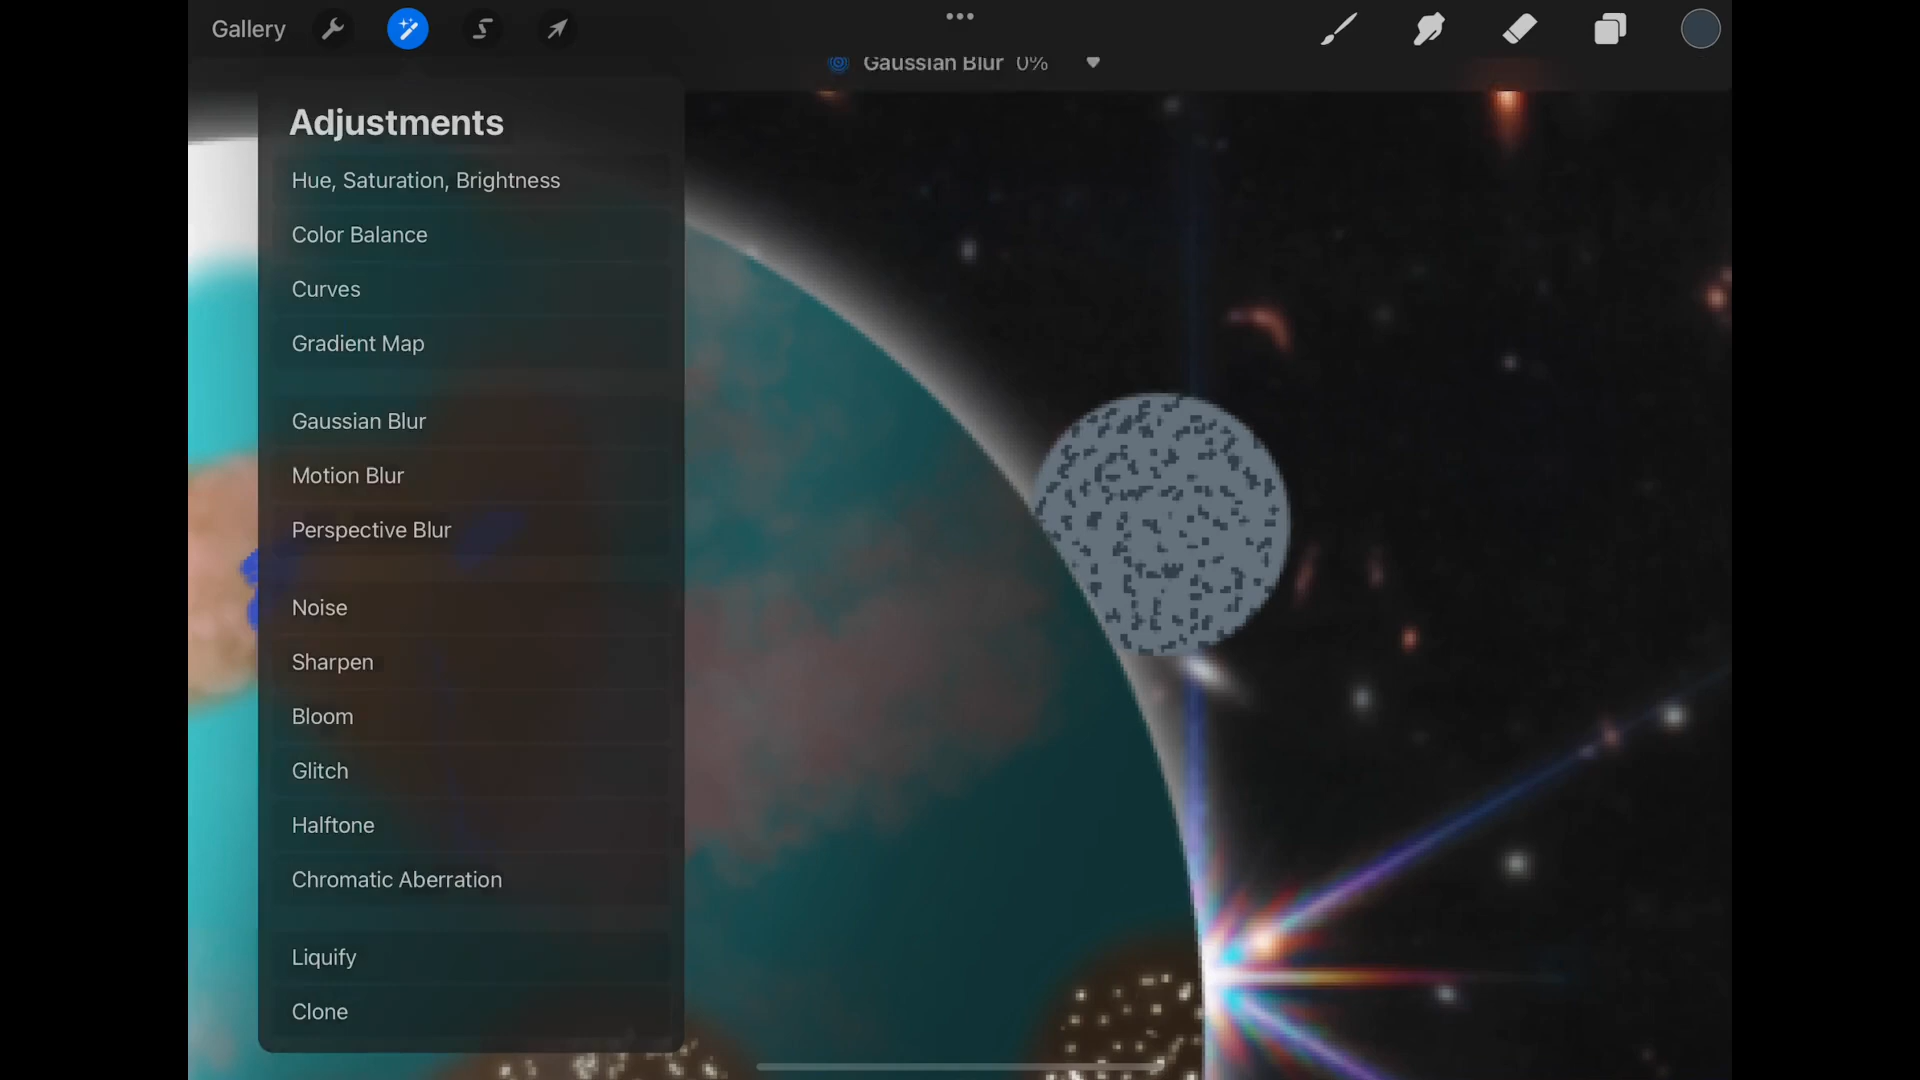 Gallery
Gaussian Blur 0%
Adjustments
Hue, Saturation, Brightness
Color Balance
Curves
Gradient Map
Gaussian Blur
Motion Blur
Perspective Blur
Noise
Sharpen
Bloom
Glitch
Halftone
Chromatic Aberration
Liquify
Clone